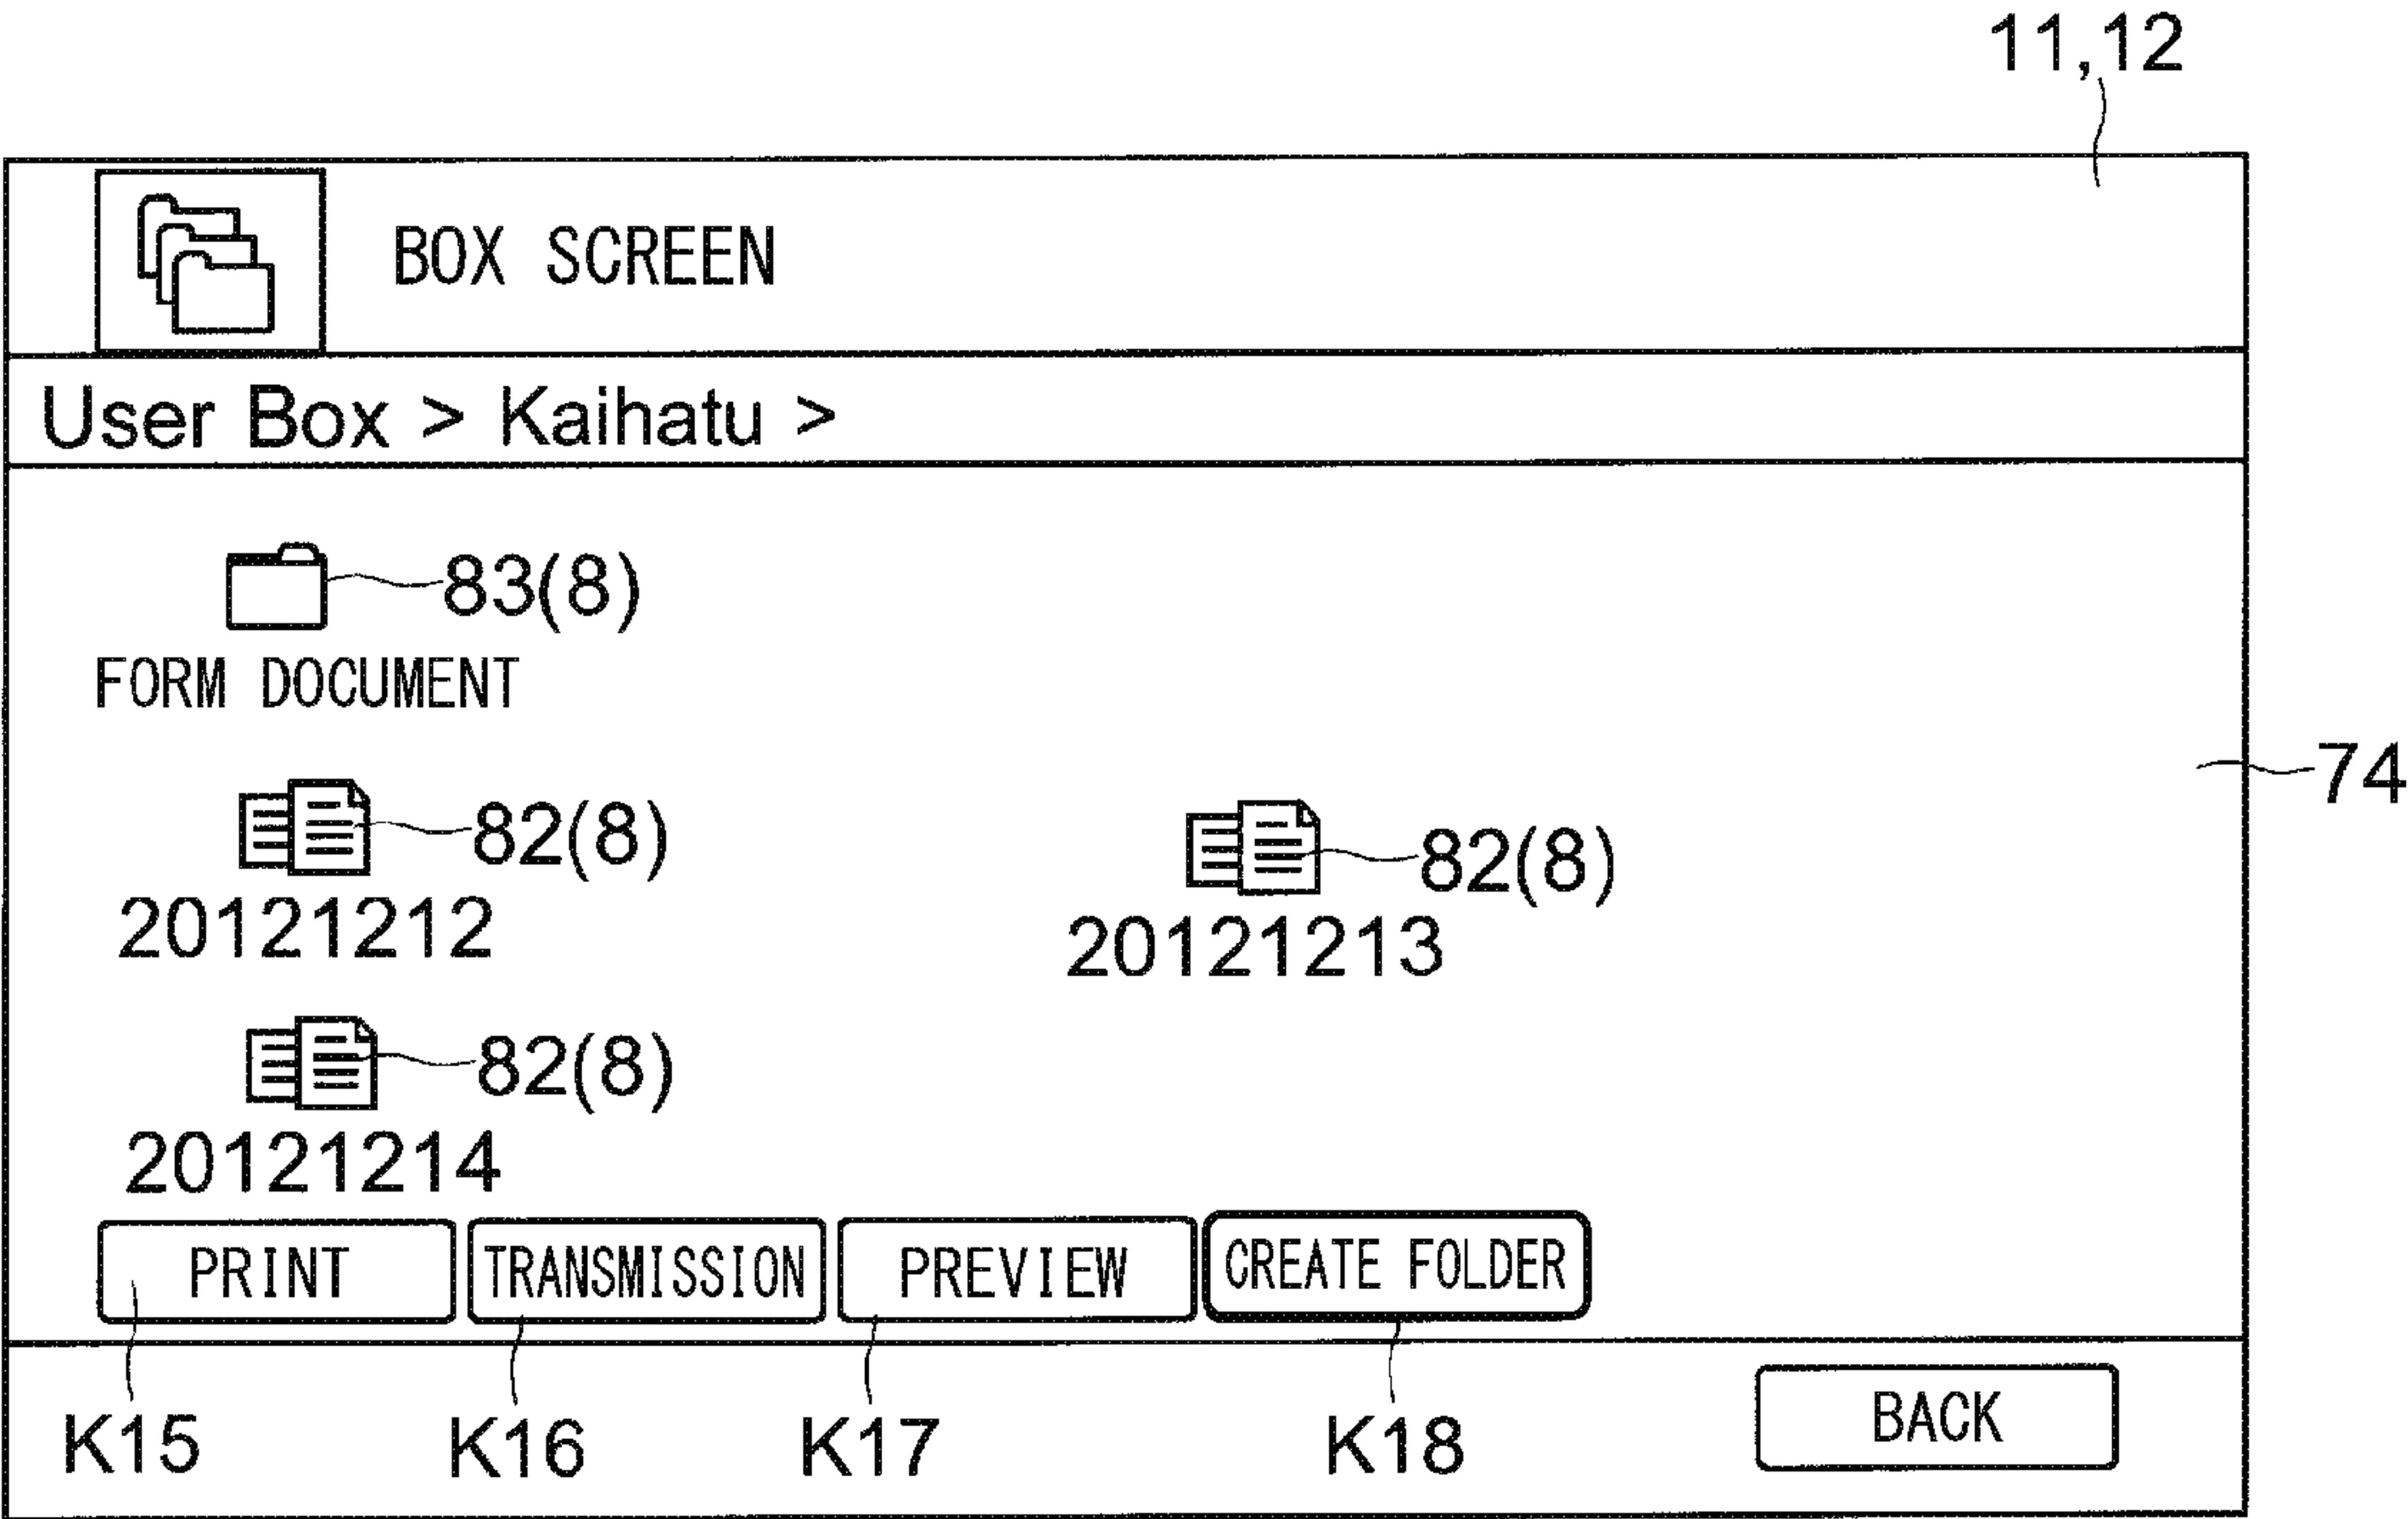 11,12
BOX SCREEN
User Box > Kaihatu >
83(8)
FORM DOCUMENT
74
82(8)
82(8)
20121212
20121213
82(8)
20121214
PRINT
TRANSMISSION
PREVIEW
CREATE FOLDER
K15
K16
K17
K18
BACK